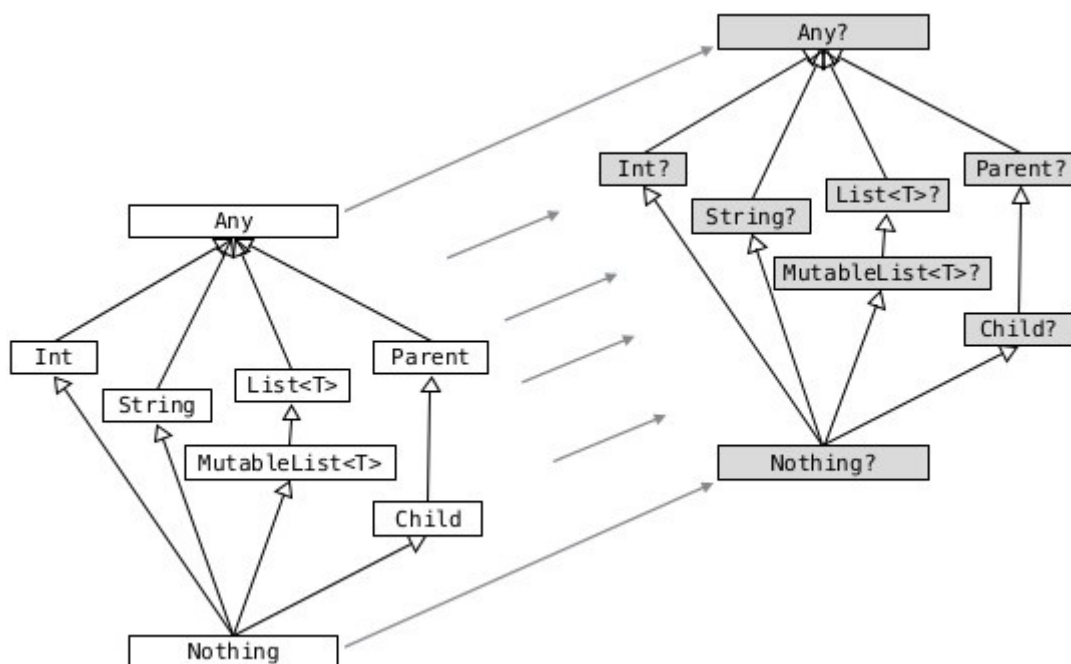 Any?
Int?
Parent?
List<T>?
String?
MutableList<T>?
Child?
Nothing?
Any
Int
Parent
List<T>
String
MutableList<T>
Child
Nothing